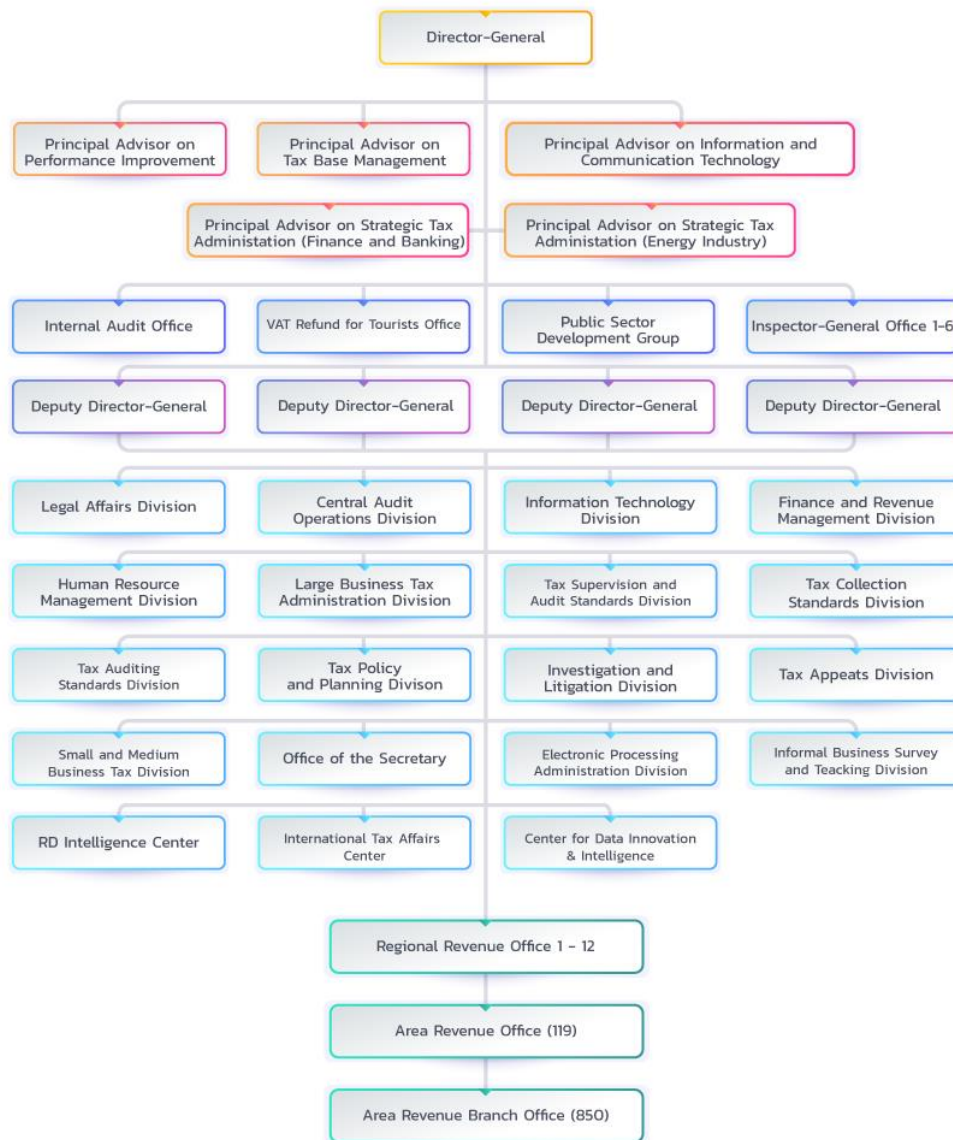 Director-General
Principal Advisor on
Performance Improvement
Principal Advisor on
Tax Base Management
Principal Advisor on Information and
Communication Technology
Principal Advisor on Strategic Tax
Administation (Finance and Banking)
Principal Advisor on Strategic Tax
Administation (Energy Industry)
Internal Audit Office
VAT Refund for Tourists Office
Public Sector
Development Group
Inspector-General Office 1-6
Deputy Director-General
Deputy Director-General
Deputy Director-General
Deputy Director-General
Legal Affairs Division
Central Audit
Operations Division
Information Technology
Division
Finance and Revenue
Management Division
Human Resource
Management Division
Large Business Tax
Administration Division
Tax Supervision and
Audit Standards Division
Tax Collection
Standards Division
Tax Auditing
Standards Division
Tax Policy
and Planning Divison
Investigation and
Litigation Division
Tax Appeats Division
Small and Medium
Business Tax Division
Office of the Secretary
Electronic Processing
Administration Division
Informal Business Survey
and Teacking Division
RD Intelligence Center
International Tax Affairs
Center
Center for Data Innovation
& Intelligence
Regional Revenue Office 1 - 12
Area Revenue Office (119)
Area Revenue Branch Office (850)